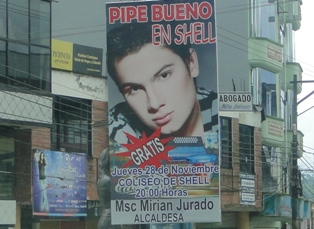 PIPE BUENO
EN SHELL
ABOGADO
GRATIS
Jueves 28 de Noviembre
COLISEO DE SHELL
20:00 Horas
Msc Mirian Jurado
ALCALDESA